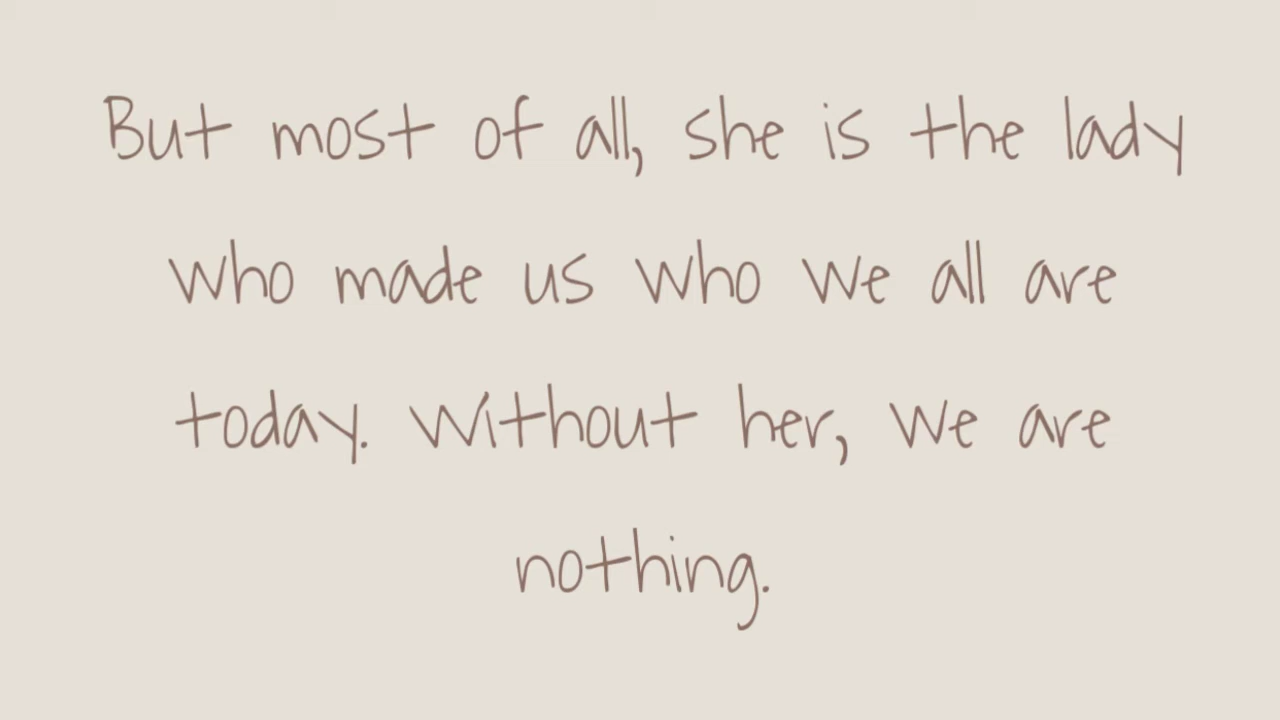 But most of all, she is the lady
who made us who we all are
today. Without her, we are
nothing.